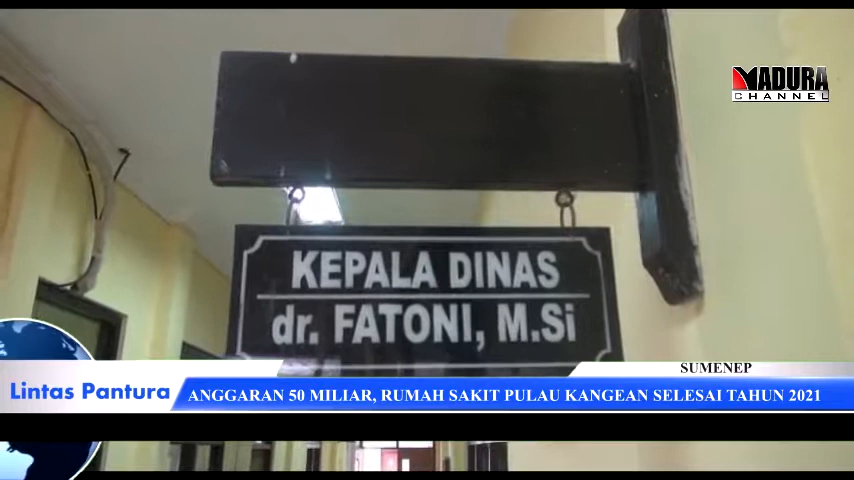 MADURA
CHANNEL
KEPALA DINAS
dr. FATONI, M.Si
SUMENEP
Lintas Pantura
ANGGARAN 50 MILIAR, RUMAH SAKIT PULAU KANGEAN SELESAI TAHUN 2021